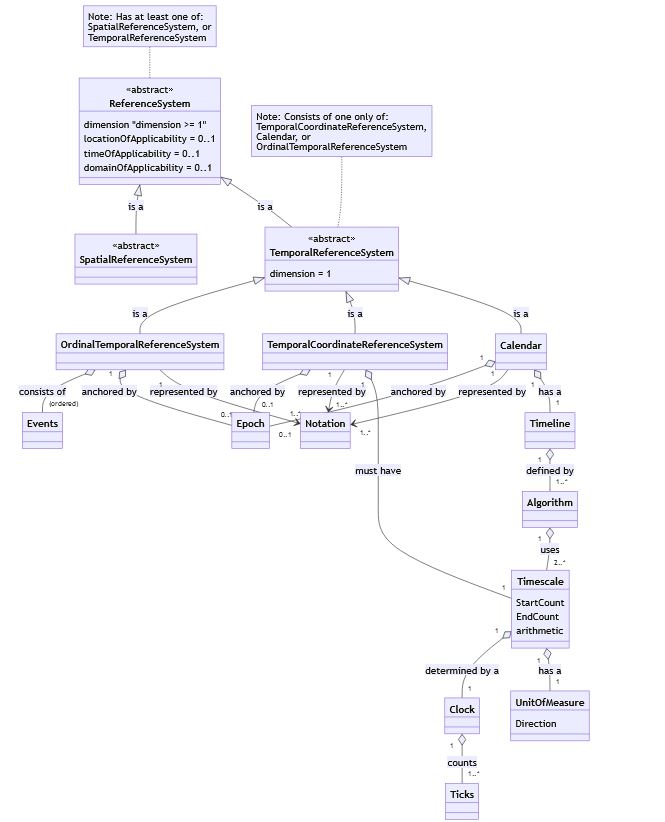 Note: Has at least one of:
SpatialReferenceSystem, or
TemporalReferenceSystem
«abstract»
ReferenceSystem
dimension "dimension >= 1"
locationOfApplicability = 0..1
timeOfApplicability = 0..1
domainOfApplicability = 0..1
Note: Consists of one only of:
TemporalCoordinateReferenceSystem,
Calendar, or
OrdinalTemporalReferenceSystem
is a
is a
«abstract»
SpatialReferenceSystem
«abstract»
TemporalReferenceSystem
dimension = 1
is a
is a
is a
OrdinalTemporalReferenceSystem
TemporalCoordinateReferenceSystem
Calendar
1
1
1
1
1
1
1
1
consists of
anchored by
represented by
anchored by
represented by
anchored by
represented by
has a
(ordered)
0..1
0..1
1..*
1..*
0..1
1..*
1
Events
Epoch
Notation
Timeline
1
defined by
1..*
must have
Algorithm
1
uses
2..*
1
Timescale
StartCount
EndCount
arithmetic
1
1
determined by a
has a
1
1
Clock
UnitOfMeasure
Direction
1
counts
1..*
Ticks